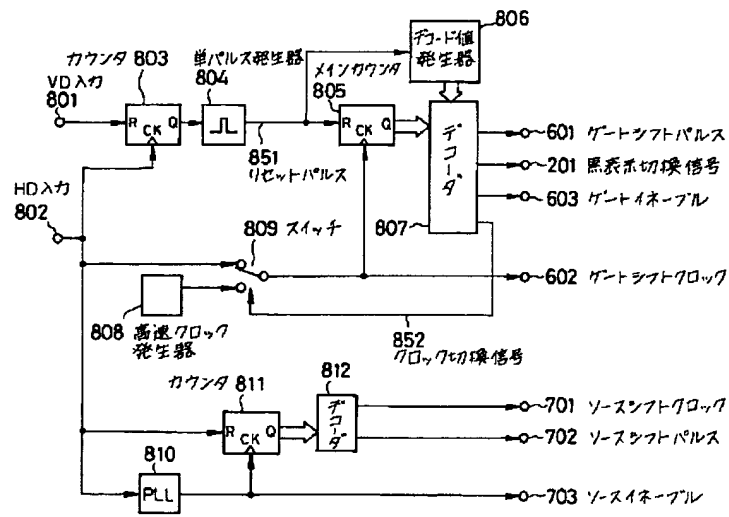 806
デコード値
発生器
カウンタ 803
単パルス発生器
804
メインカウンタ
805
VD入力
801
R CK Q
R CK Q
デコーダ
601 ゲートシフトパルス
851
リセットパルス
201 黒表示切換信号
HD入力
802
603 ゲートイネーブル
807
809 スイッチ
602 ゲートシフトクロック
808 高速クロック
発生器
852
クロック切換信号
カウンタ 811
812
R CK Q
デコーダ
701 ソースシフトクロック
702 ソースシフトパルス
810
PLL
703 ソースイネーブル